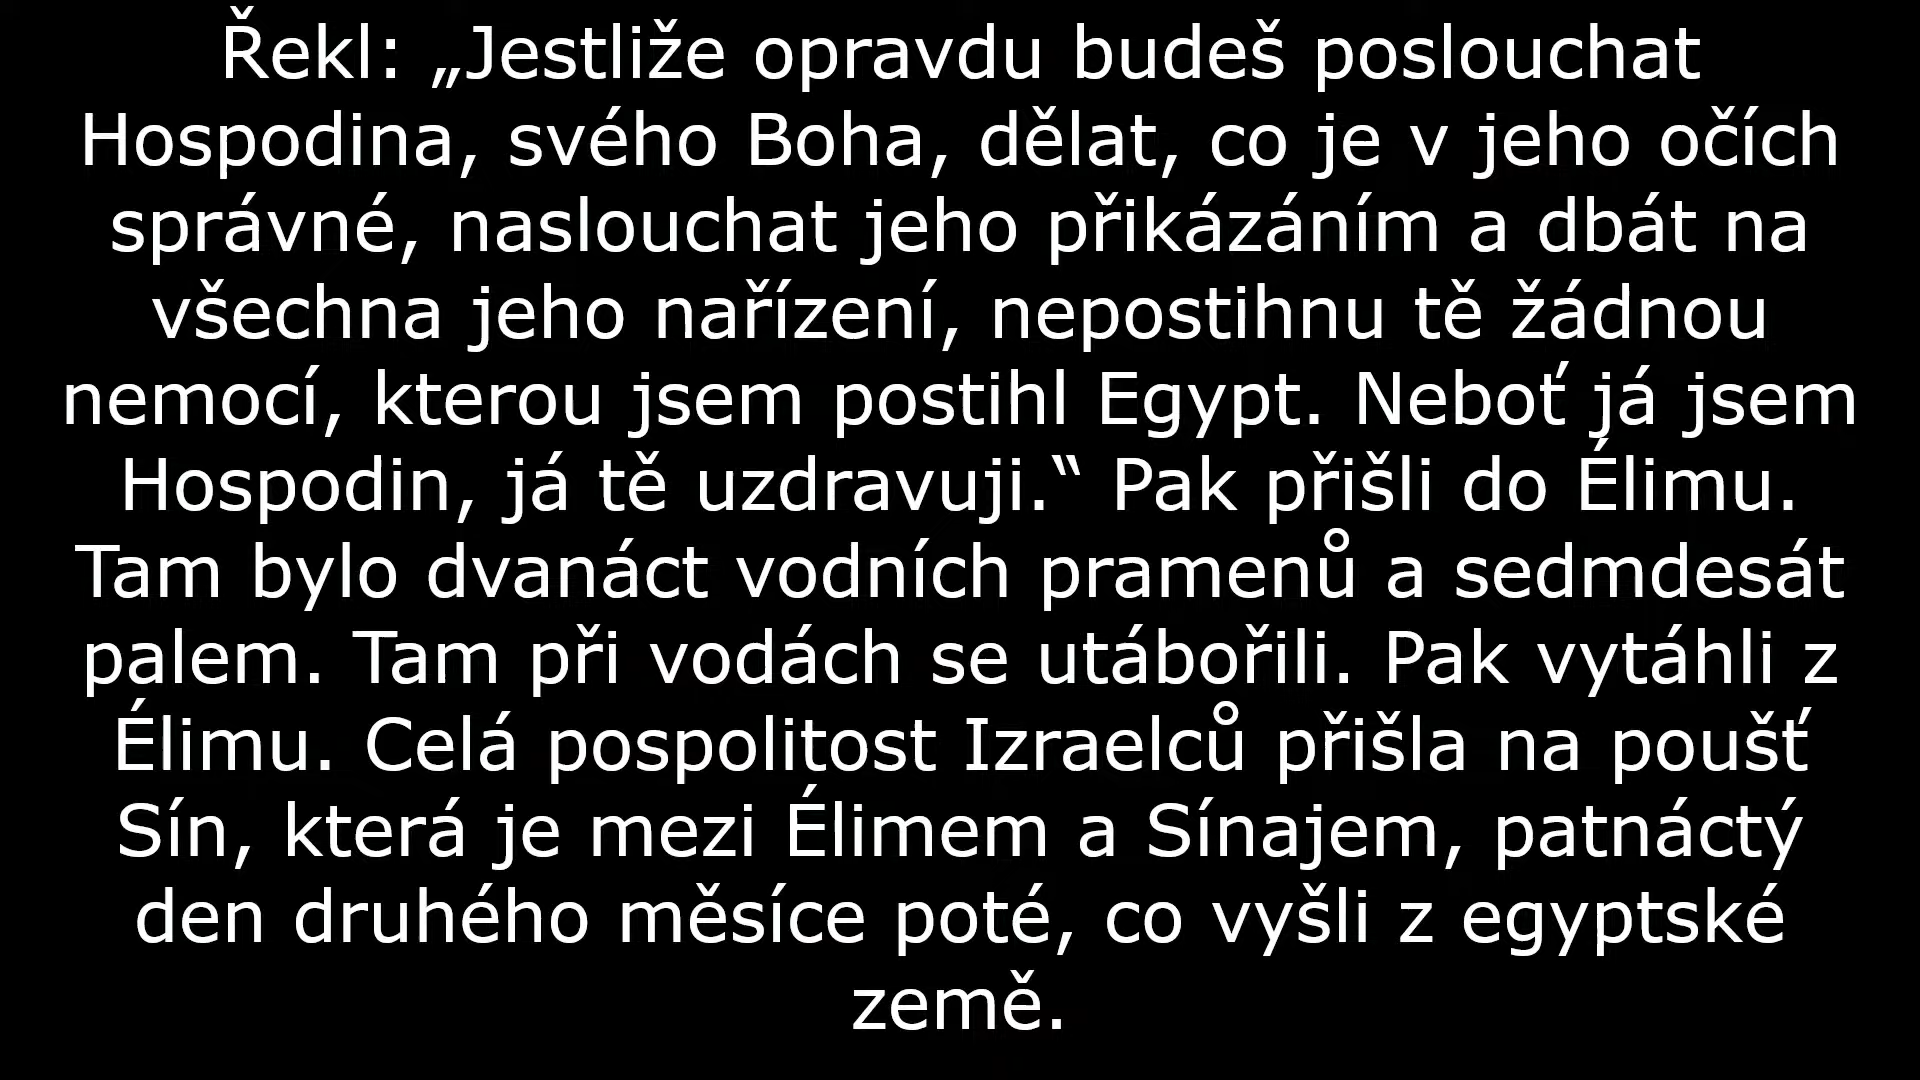 Řekl: „Jestliže opravdu budeš poslouchat
Hospodina, svého Boha, dělat, co je v jeho očích
správné, naslouchat jeho přikázáním a dbát na
všechna jeho nařízení, nepostihnu tě žádnou
nemocí, kterou jsem postihl Egypt. Neboť já jsem
Hospodin, já tě uzdravuji.“ Pak přišli do Élimu.
Tam bylo dvanáct vodních pramenů a sedmdesát
palem. Tam při vodách se utábořili. Pak vytáhli z
Élimu. Celá pospolitost Izraelců přišla na poušť
Sín, která je mezi Élimem a Sínajem, patnáctý
den druhého měsíce poté, co vyšli z egyptské
země.